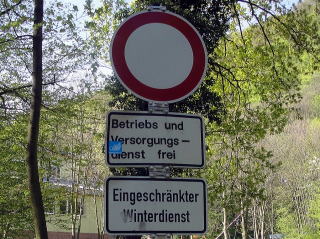 Betriebs und
Versorgungs-
dienst frei
Eingeschränkter
Winterdienst